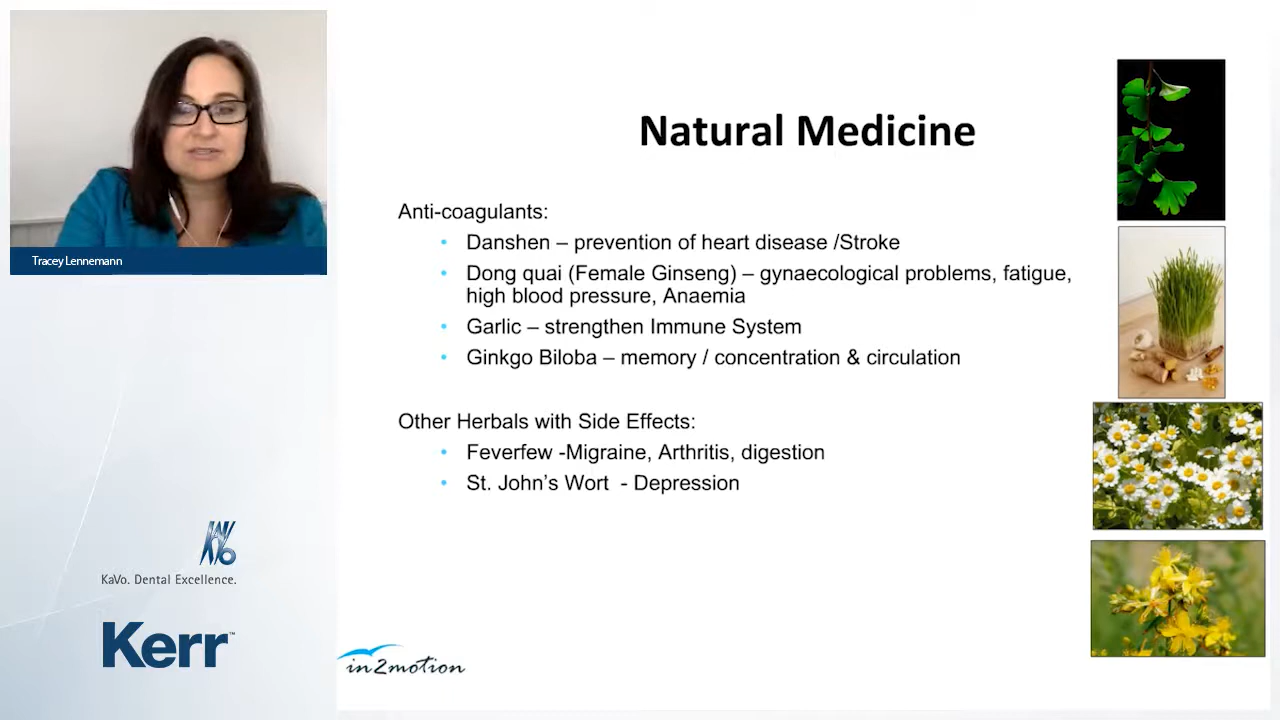 Tracey Lennemann
KaVo
KaVo. Dental Excellence.
Kerr™
Natural Medicine
Anti-coagulants:
• Danshen – prevention of heart disease /Stroke
• Dong quai (Female Ginseng) – gynaecological problems, fatigue,
high blood pressure, Anaemia
• Garlic – strengthen Immune System
• Ginkgo Biloba – memory / concentration & circulation
Other Herbals with Side Effects:
• Feverfew -Migraine, Arthritis, digestion
• St. John’s Wort  - Depression
in2motion